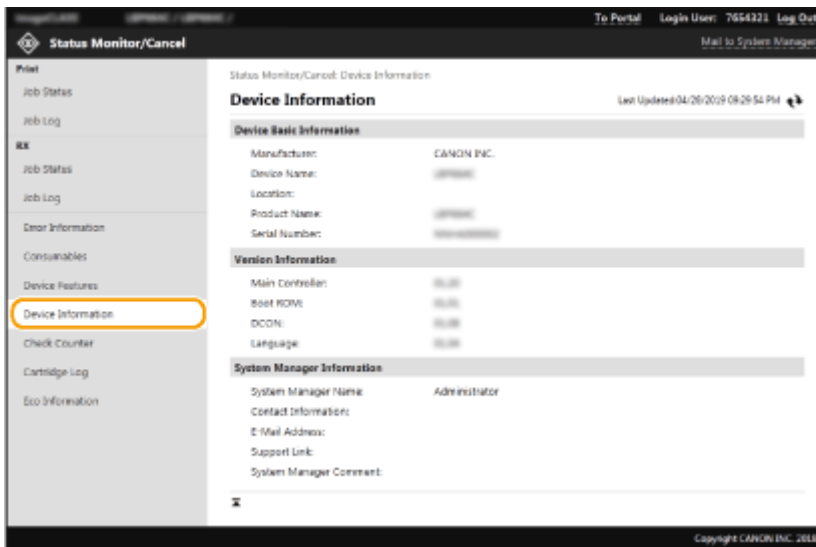 To Portal Login User: 7654321 Log Out
Status Monitor/Cancel
Mail to System Manager
Print
Job Status
Job Log
RX
Job Status
Job Log
Error Information
Consumables
Device Features
Device Information
Check Counter
Cartridge Log
Eco Information
Status Monitor/Cancel: Device Information
Device Information
Last Updated:04/28/2019 09:29:54 PM
Device Basic Information
Manufacturer: CANON INC.
Device Name:
Location:
Product Name:
Serial Number:
Version Information
Main Controller:
Boot ROM:
DCON:
Language:
System Manager Information
System Manager Name: Administrator
Contact Information:
E-Mail Address:
Support Link:
System Manager Comment:
Copyright CANON INC.